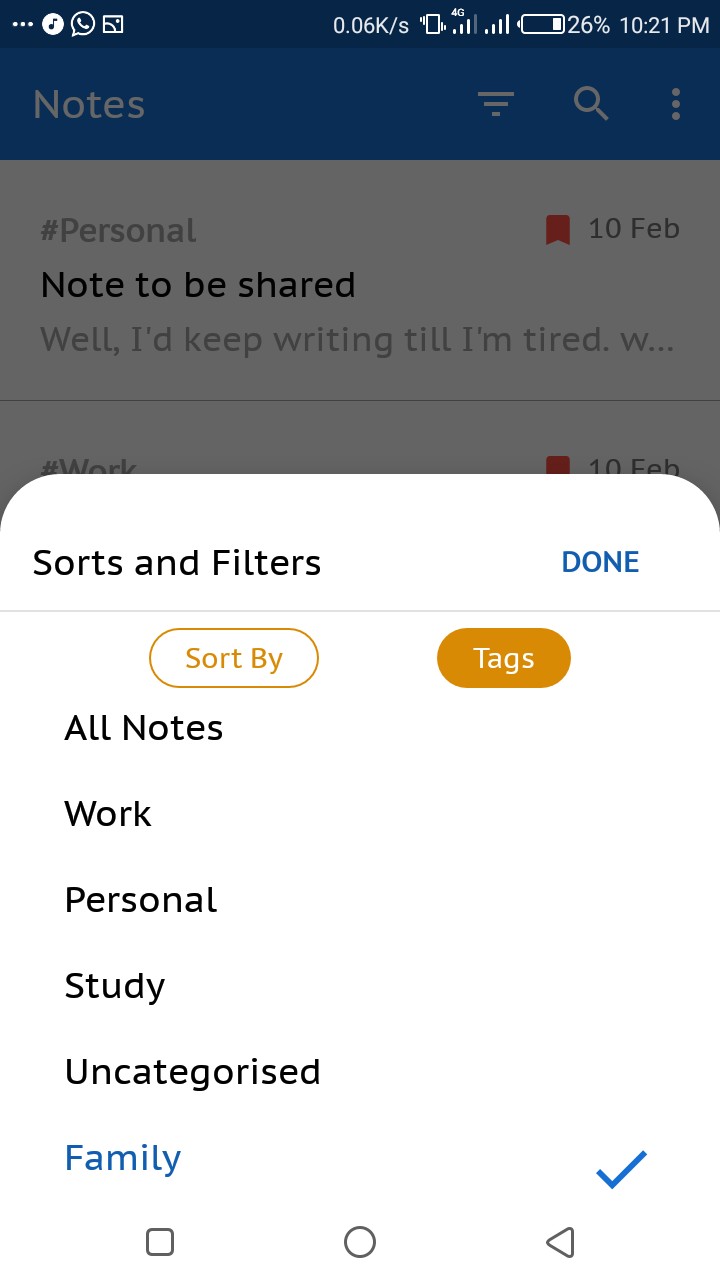 0.06K/s 4G 26% 10:21 PM
Notes
#Personal 10 Feb
Note to be shared
Well, I'd keep writing till I'm tired. w...
#Work 10 Feb
Sorts and Filters DONE
Sort By Tags
All Notes
Work
Personal
Study
Uncategorised
Family